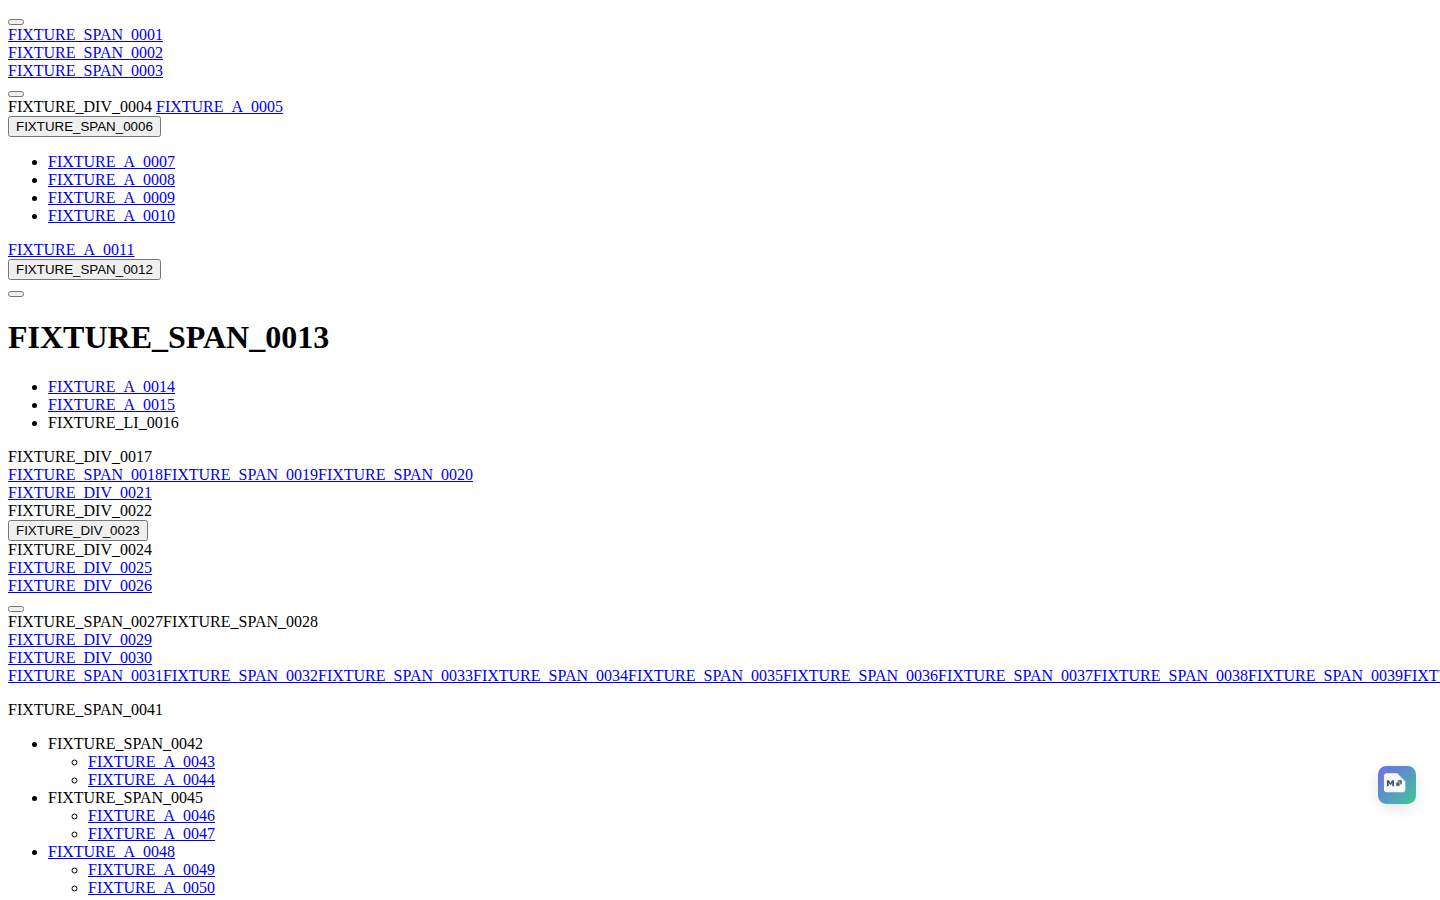 FIXTURE_SPAN_0001
FIXTURE_SPAN_0002
FIXTURE_SPAN_0003
FIXTURE_DIV_0004 FIXTURE_A_0005
FIXTURE_SPAN_0006
FIXTURE_A_0007
FIXTURE_A_0008
FIXTURE_A_0009
FIXTURE_A_0010
FIXTURE_A_0011
FIXTURE_SPAN_0012
FIXTURE_SPAN_0013
FIXTURE_A_0014
FIXTURE_A_0015
FIXTURE_LI_0016
FIXTURE_DIV_0017
FIXTURE_SPAN_0018FIXTURE_SPAN_0019FIXTURE_SPAN_0020
FIXTURE_DIV_0021
FIXTURE_DIV_0022
FIXTURE_DIV_0023
FIXTURE_DIV_0024
FIXTURE_DIV_0025
FIXTURE_DIV_0026
FIXTURE_SPAN_0027FIXTURE_SPAN_0028
FIXTURE_DIV_0029
FIXTURE_DIV_0030
FIXTURE_SPAN_0031FIXTURE_SPAN_0032FIXTURE_SPAN_0033FIXTURE_SPAN_0034FIXTURE_SPAN_0035FIXTURE_SPAN_0036FIXTURE_SPAN_0037FIXTURE_SPAN_0038FIXTURE_SPAN_0039FIXT
FIXTURE_SPAN_0041
FIXTURE_SPAN_0042
FIXTURE_A_0043
FIXTURE_A_0044
FIXTURE_SPAN_0045
FIXTURE_A_0046
FIXTURE_A_0047
FIXTURE_A_0048
FIXTURE_A_0049
FIXTURE_A_0050